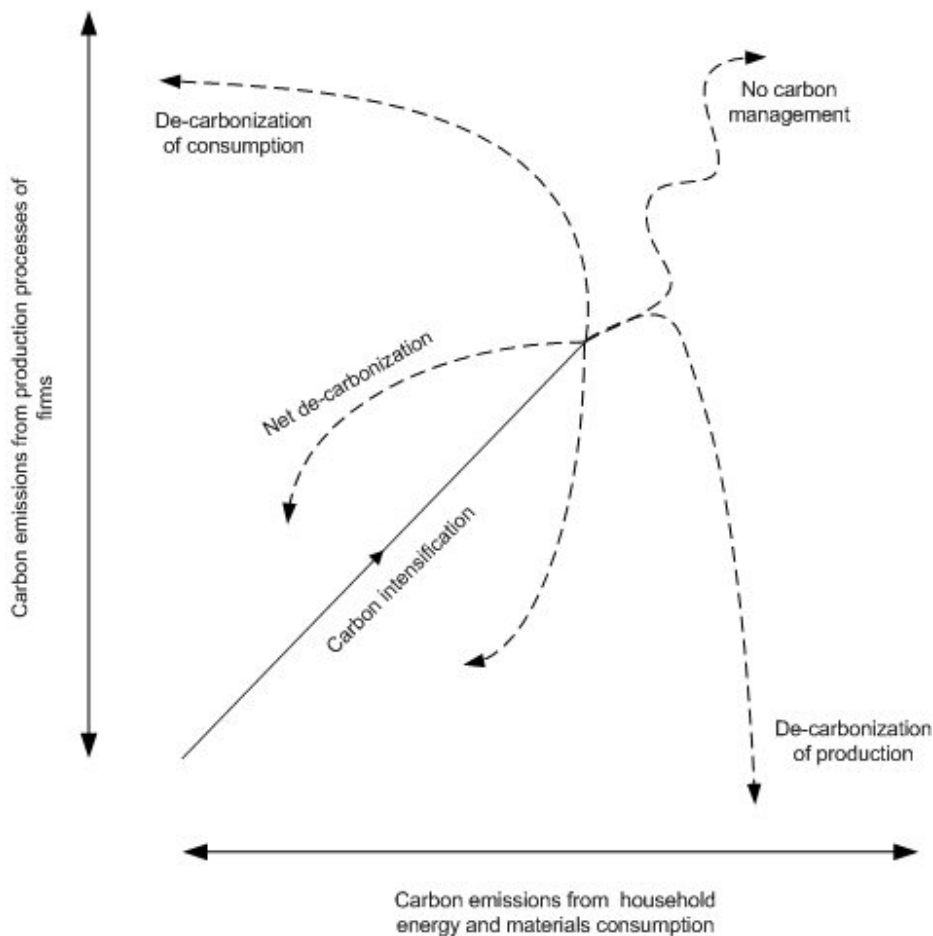 No carbon
management
De-carbonization
of consumption
Carbon emissions from production processes of
firms
Net de-carbonization
Carbon intensification
De-carbonization
of production
Carbon emissions from household
energy and materials consumption